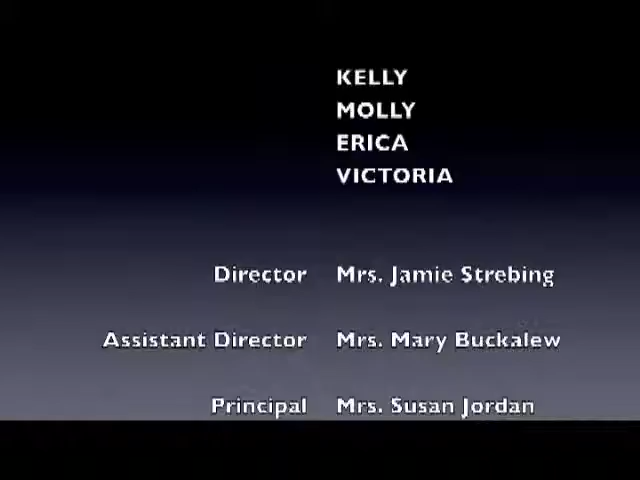 KELLY
MOLLY
ERICA
VICTORIA
Director Mrs. Jamie Strebing
Assistant Director Mrs. Mary Buckalew
Principal Mrs. Susan Jordan